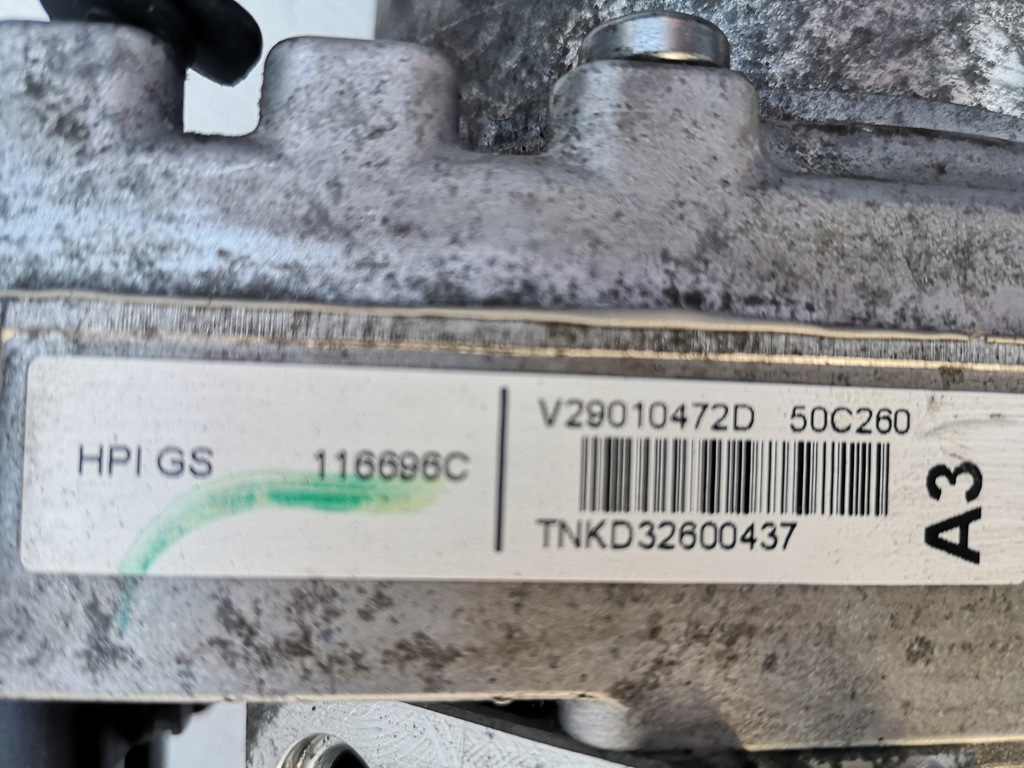 HPI GS 116696C
V29010472D 50C260
TNKD32600437
A3